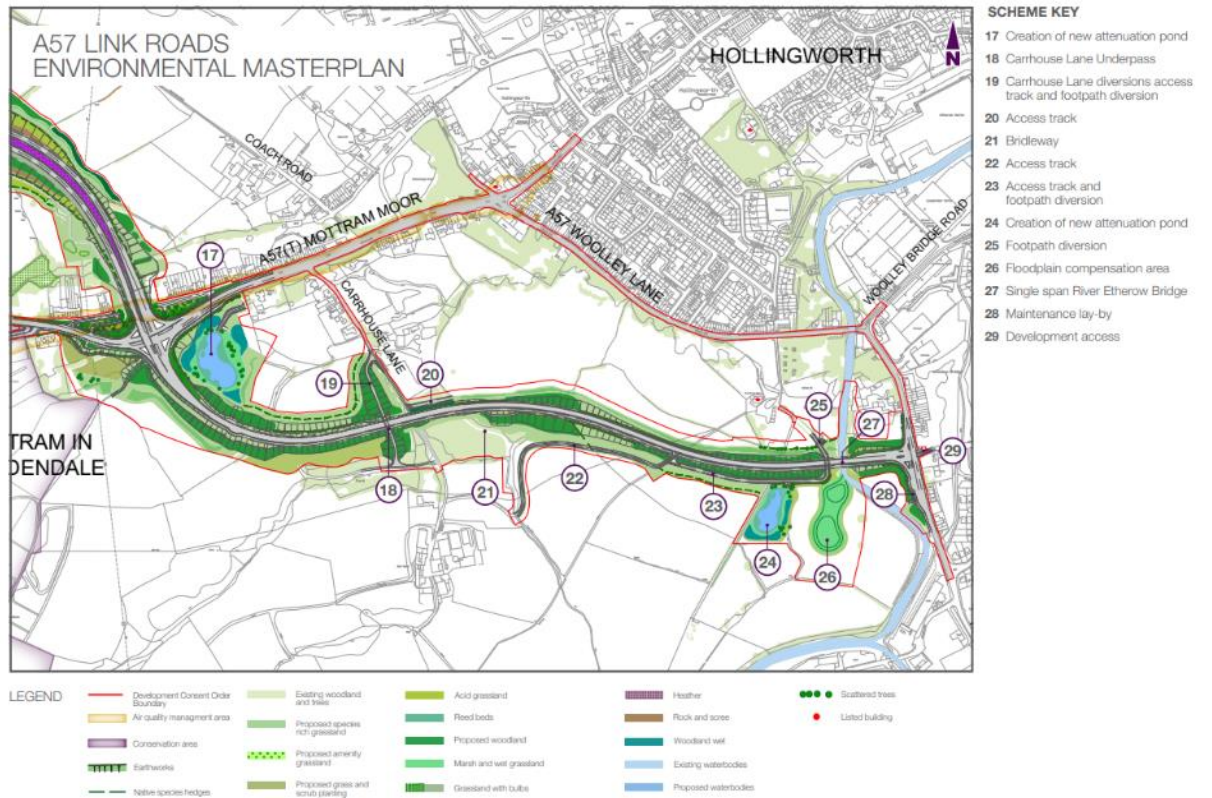 A57 LINK ROADS
ENVIRONMENTAL MASTERPLAN
HOLLINGWORTH
N
COACH ROAD
A57(T) MOTTRAM MOOR
A57 WOOLLEY LANE
WOOLLEY BRIDGE ROAD
CARRHOUSE LANE
TRAM IN
DENDALE
17
19
20
18
21
22
23
24
25
26
27
28
29
SCHEME KEY
17 Creation of new attenuation pond
18 Carrhouse Lane Underpass
19 Carrhouse Lane diversions access
track and footpath diversion
20 Access track
21 Bridleway
22 Access track
23 Access track and
footpath diversion
24 Creation of new attenuation pond
25 Footpath diversion
26 Floodplain compensation area
27 Single span River Etherow Bridge
28 Maintenance lay-by
29 Development access
LEGEND
Development Consent Order
Boundary
Air quality managment area
Conservation area
Earthworks
Native species hedges
Existing woodland
and trees
Proposed species
rich grassland
Proposed amenity
grassland
Proposed grass and
scrub planting
Acid grassland
Reed beds
Proposed woodland
Marsh and wet grassland
Grassland with bulbs
Heather
Rock and scree
Woodland wet
Existing waterbodies
Proposed waterbodies
Scattered trees
Listed building